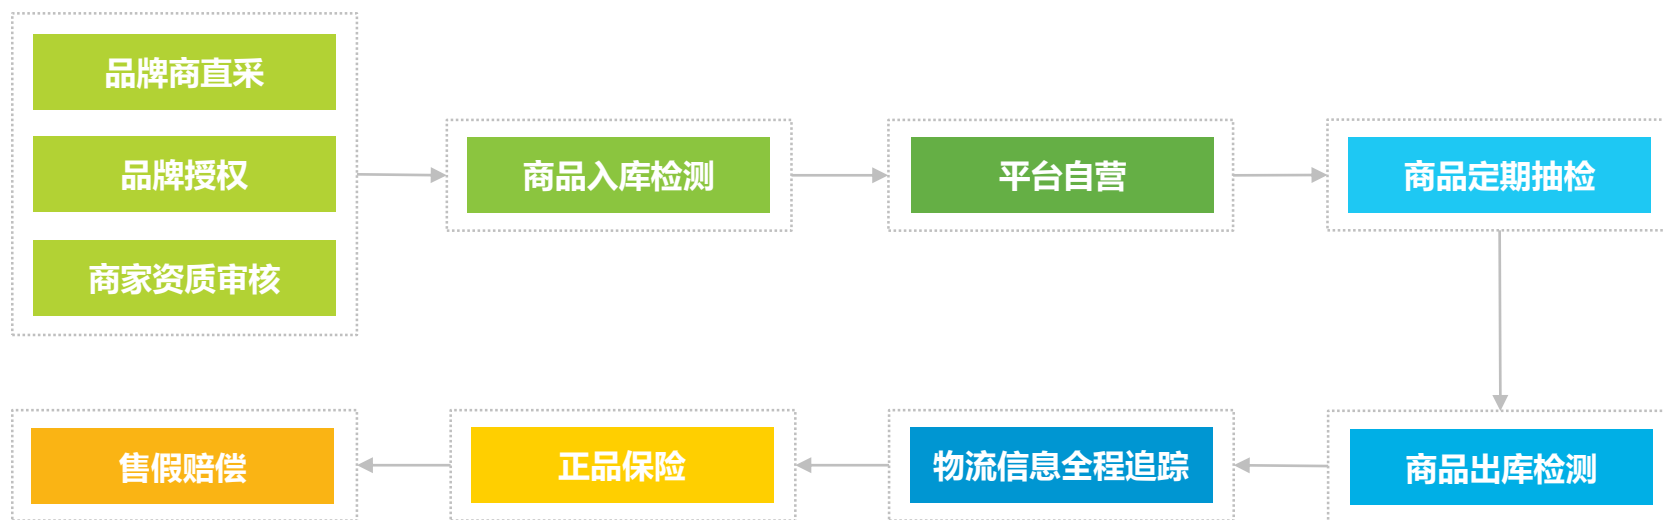 品牌商直采
品牌授权
商家资质审核
商品入库检测
平台自营
商品定期抽检
商品出库检测
物流信息全程追踪
正品保险
售假赔偿